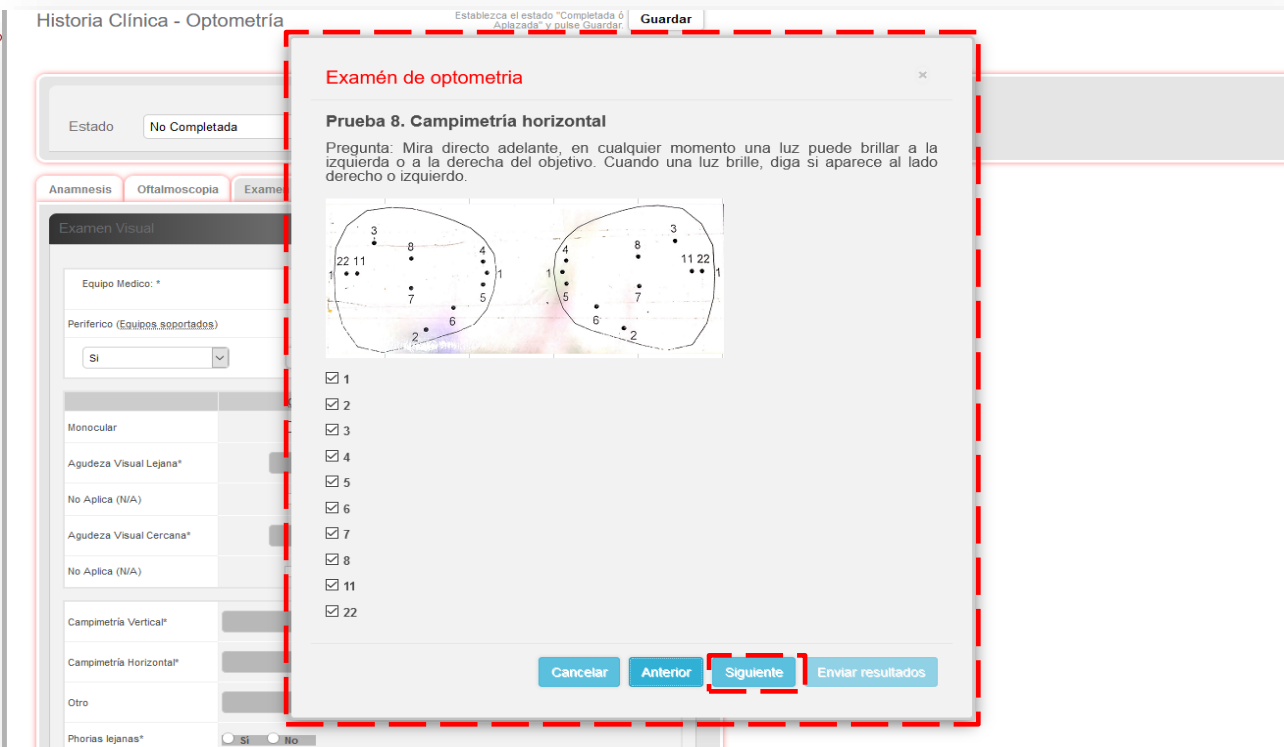 Historia Clínica - Optometría
Establezca el estado "Completada ó
Aplazada" y pulse Guardar.
Guardar
Estado
No Completada
Anamnesis
Oftalmoscopia
Examen Visual
Equipo Medico: *
Periferico (Equipos soportados)
Si
Monocular
Agudeza Visual Lejana*
No Aplica (N/A)
Agudeza Visual Cercana*
No Aplica (N/A)
Campimetría Vertical*
Campimetría Horizontal*
Otro
Phorias lejanas*
Si
No
Examén de optometria
×
Prueba 8. Campimetría horizontal
Pregunta: Mira directo adelante, en cualquier momento una luz puede brillar a la
izquierda o a la derecha del objetivo. Cuando una luz brille, diga si aparece al lado
derecho o izquierdo.
3 3
8 4 4 8
22 11 11 22
1 1 1 1
7 5 5 7
6 6
2 2
1
2
3
4
5
6
7
8
11
22
Cancelar
Anterior
Siguiente
Enviar resultados